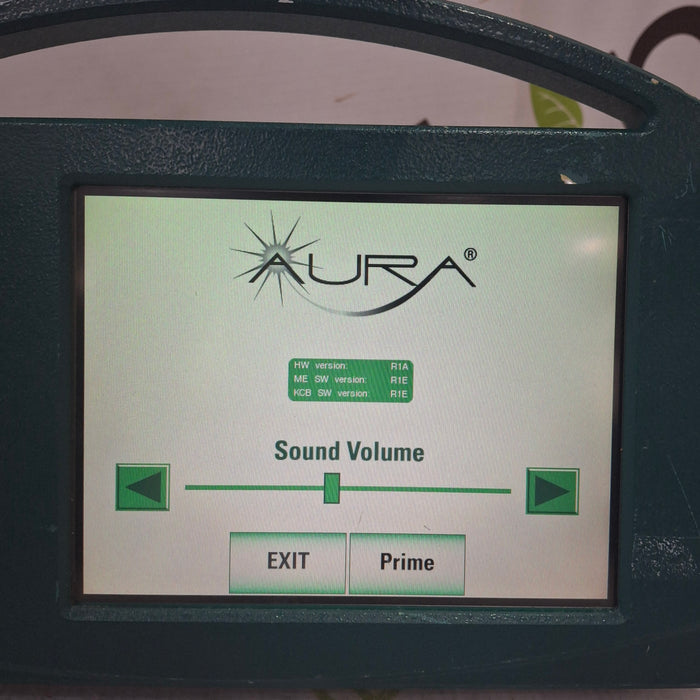 AURA®
HW version: R1A
ME SW version: R1E
KCB SW version: R1E
Sound Volume
EXIT Prime